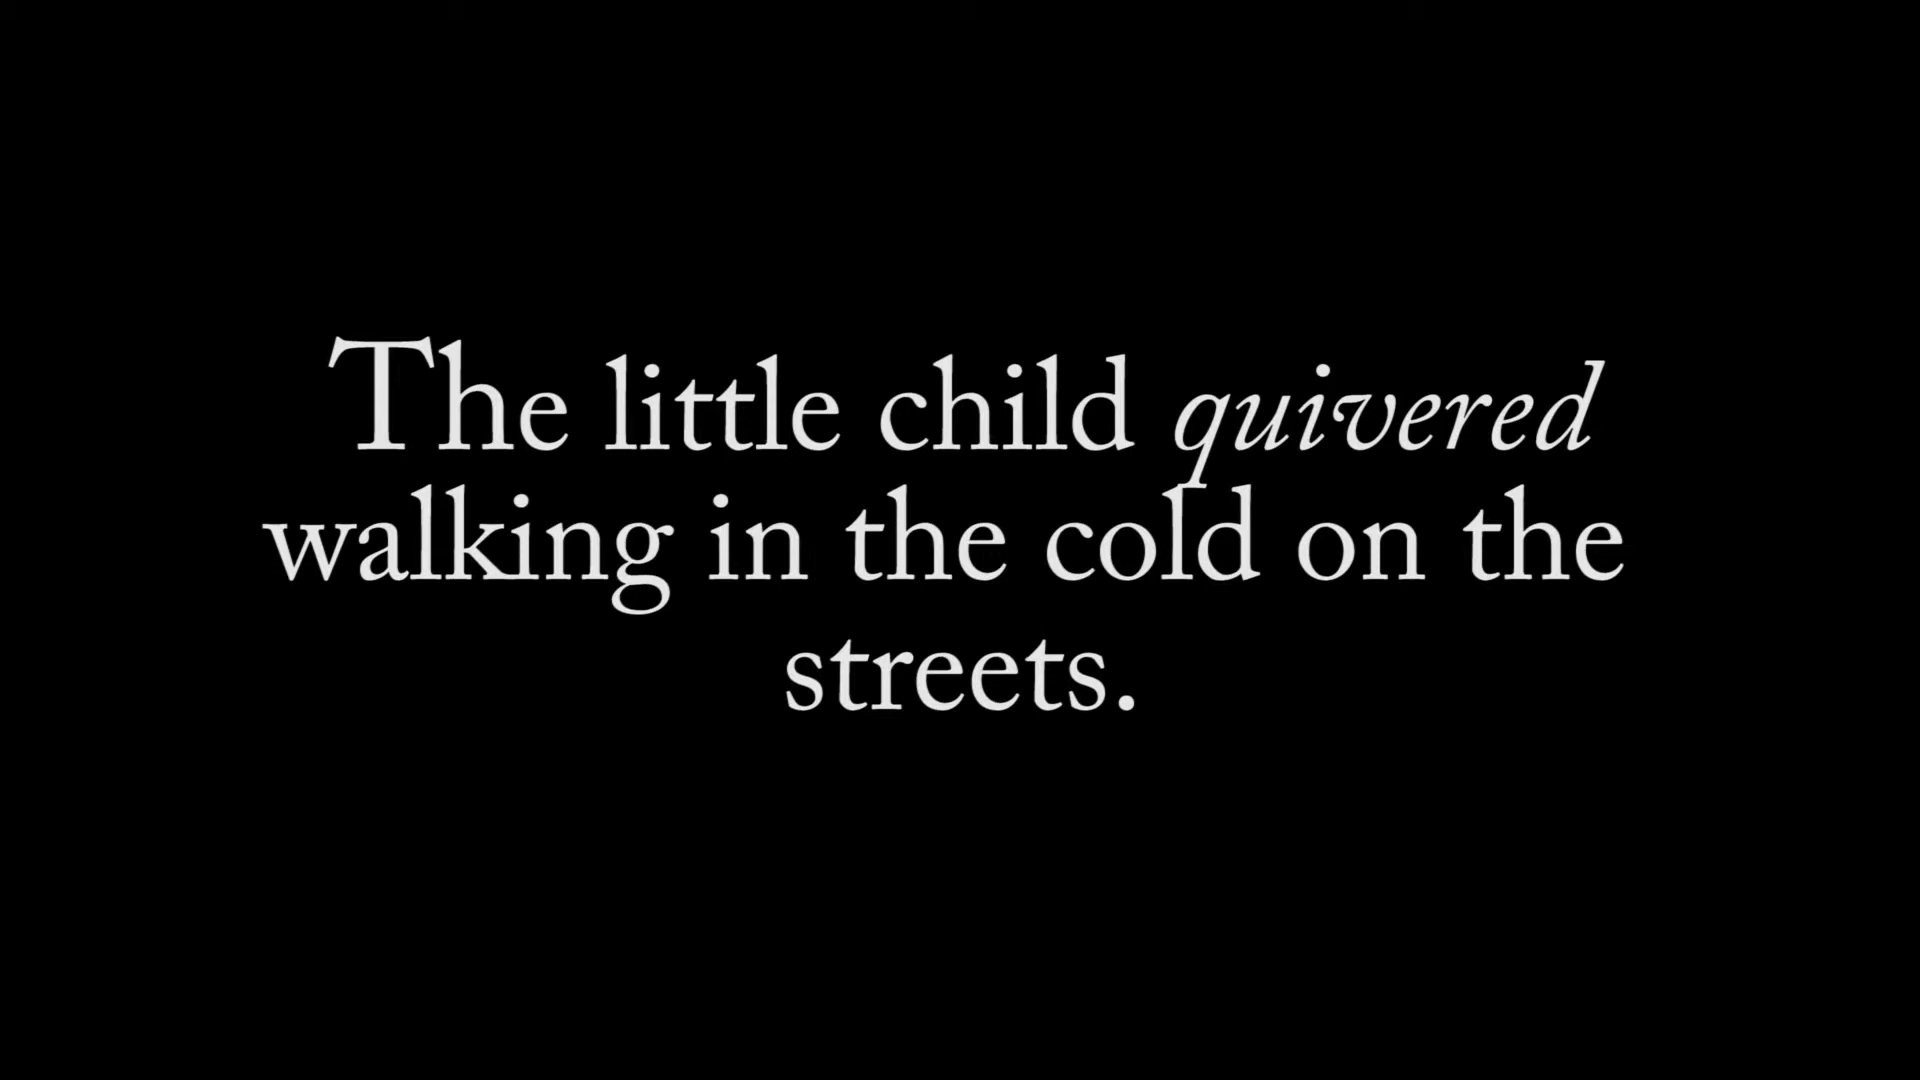 The little child quivered
walking in the cold on the
streets.